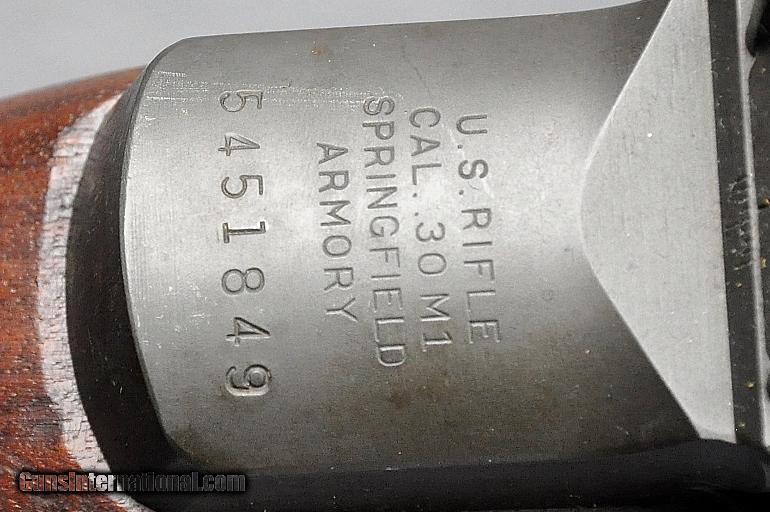 U.S. RIFLE
CAL. .30 M1
SPRINGFIELD
ARMORY
5451849
GunsInternational.com